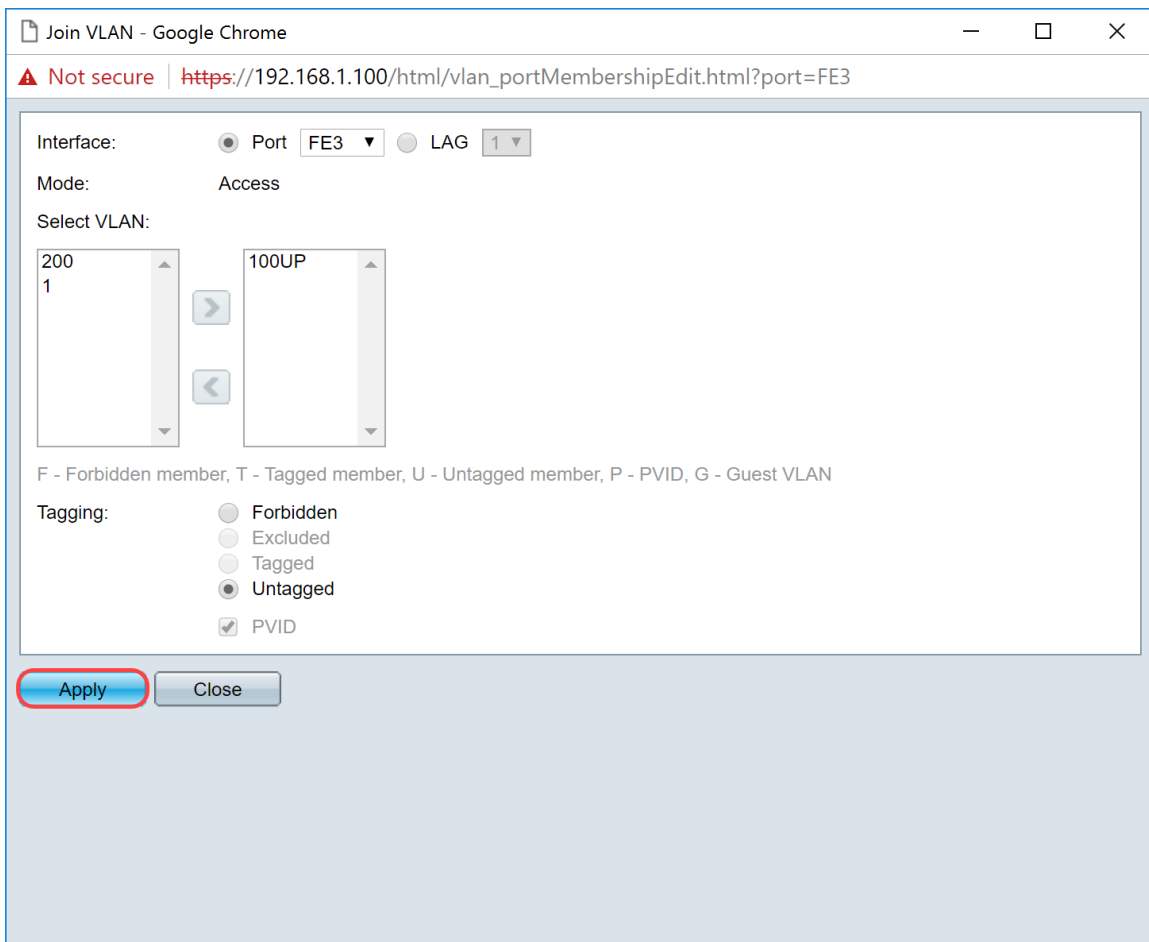 Join VLAN - Google Chrome
Not secure https://192.168.1.100/html/vlan_portMembershipEdit.html?port=FE3
Interface: Port FE3 LAG 1
Mode: Access
Select VLAN:
200 100UP
1
F - Forbidden member, T - Tagged member, U - Untagged member, P - PVID, G - Guest VLAN
Tagging: Forbidden
Excluded
Tagged
Untagged
PVID
Apply Close